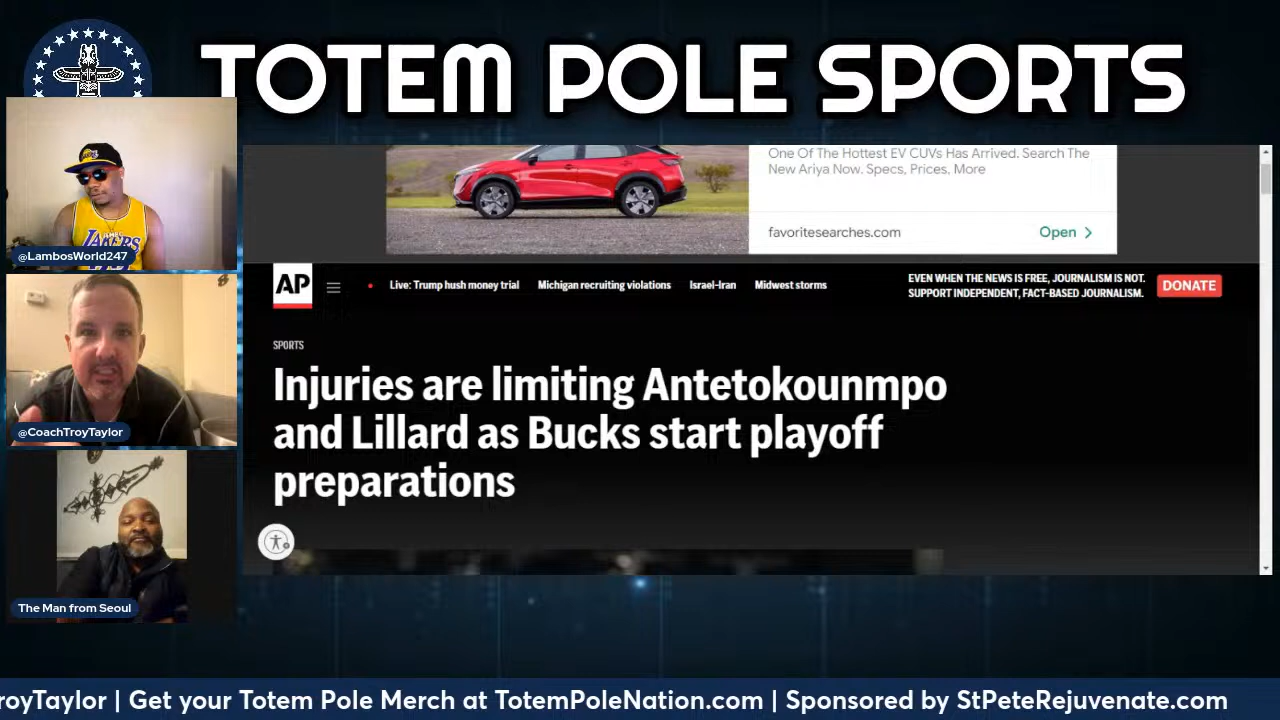 TOTEM POLE SPORTS
LAKERS
@LambosWorld247
@CoachTroyTaylor
The Man from Seoul
One Of The Hottest EV CUVs Has Arrived. Search The
New Ariya Now. Specs, Prices, More
favoritesearches.com
Open
AP
Live: Trump hush money trial
Michigan recruiting violations
Israel-Iran
Midwest storms
EVEN WHEN THE NEWS IS FREE, JOURNALISM IS NOT.
SUPPORT INDEPENDENT, FACT-BASED JOURNALISM.
DONATE
SPORTS
Injuries are limiting Antetokounmpo
and Lillard as Bucks start playoff
preparations
royTaylor | Get your Totem Pole Merch at TotemPoleNation.com | Sponsored by StPeteRejuvenate.com